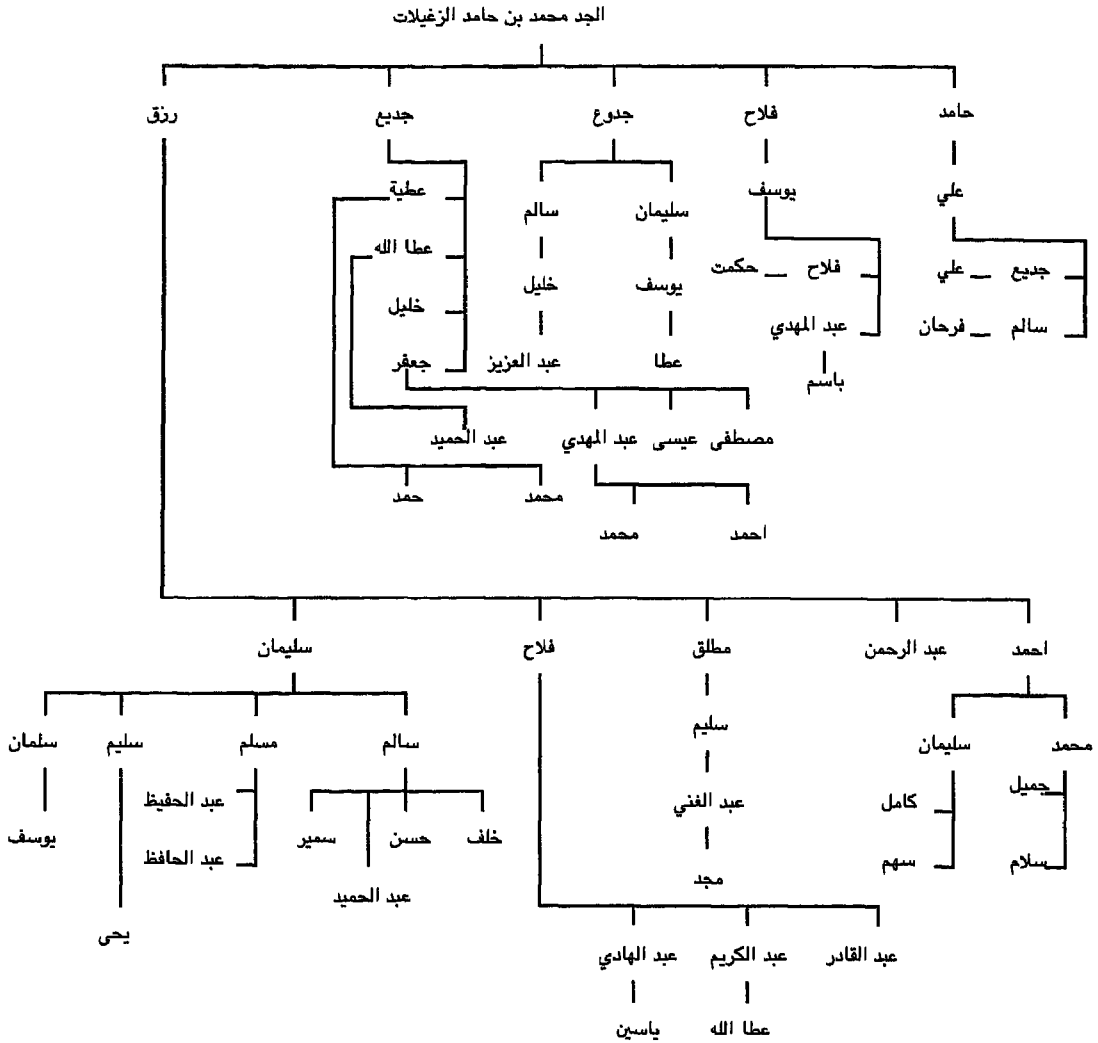 الجد محمد بن حامد الزغيلات
حامد فلاح جدوع جديع رزق
علي يوسف سليمان سالم عطية
جديع علي فلاح حكمت يوسف خليل عطا الله
سالم فرحان عبد المهدي عطا عبد العزيز خليل
باسم جعفر
مصطفى عيسى عبد المهدي عبد الحميد
محمد حمد
احمد محمد
احمد عبد الرحمن مطلق فلاح سليمان
محمد سليمان سليم سالم مسلم سليم سلمان
جميل كامل عبد الغني عبد الحفيظ
خلف حسن سمير يوسف
سلام سهم عبد الحافظ
مجد عبد الحميد
يحى
عبد القادر عبد الكريم عبد الهادي
عطا الله ياسين